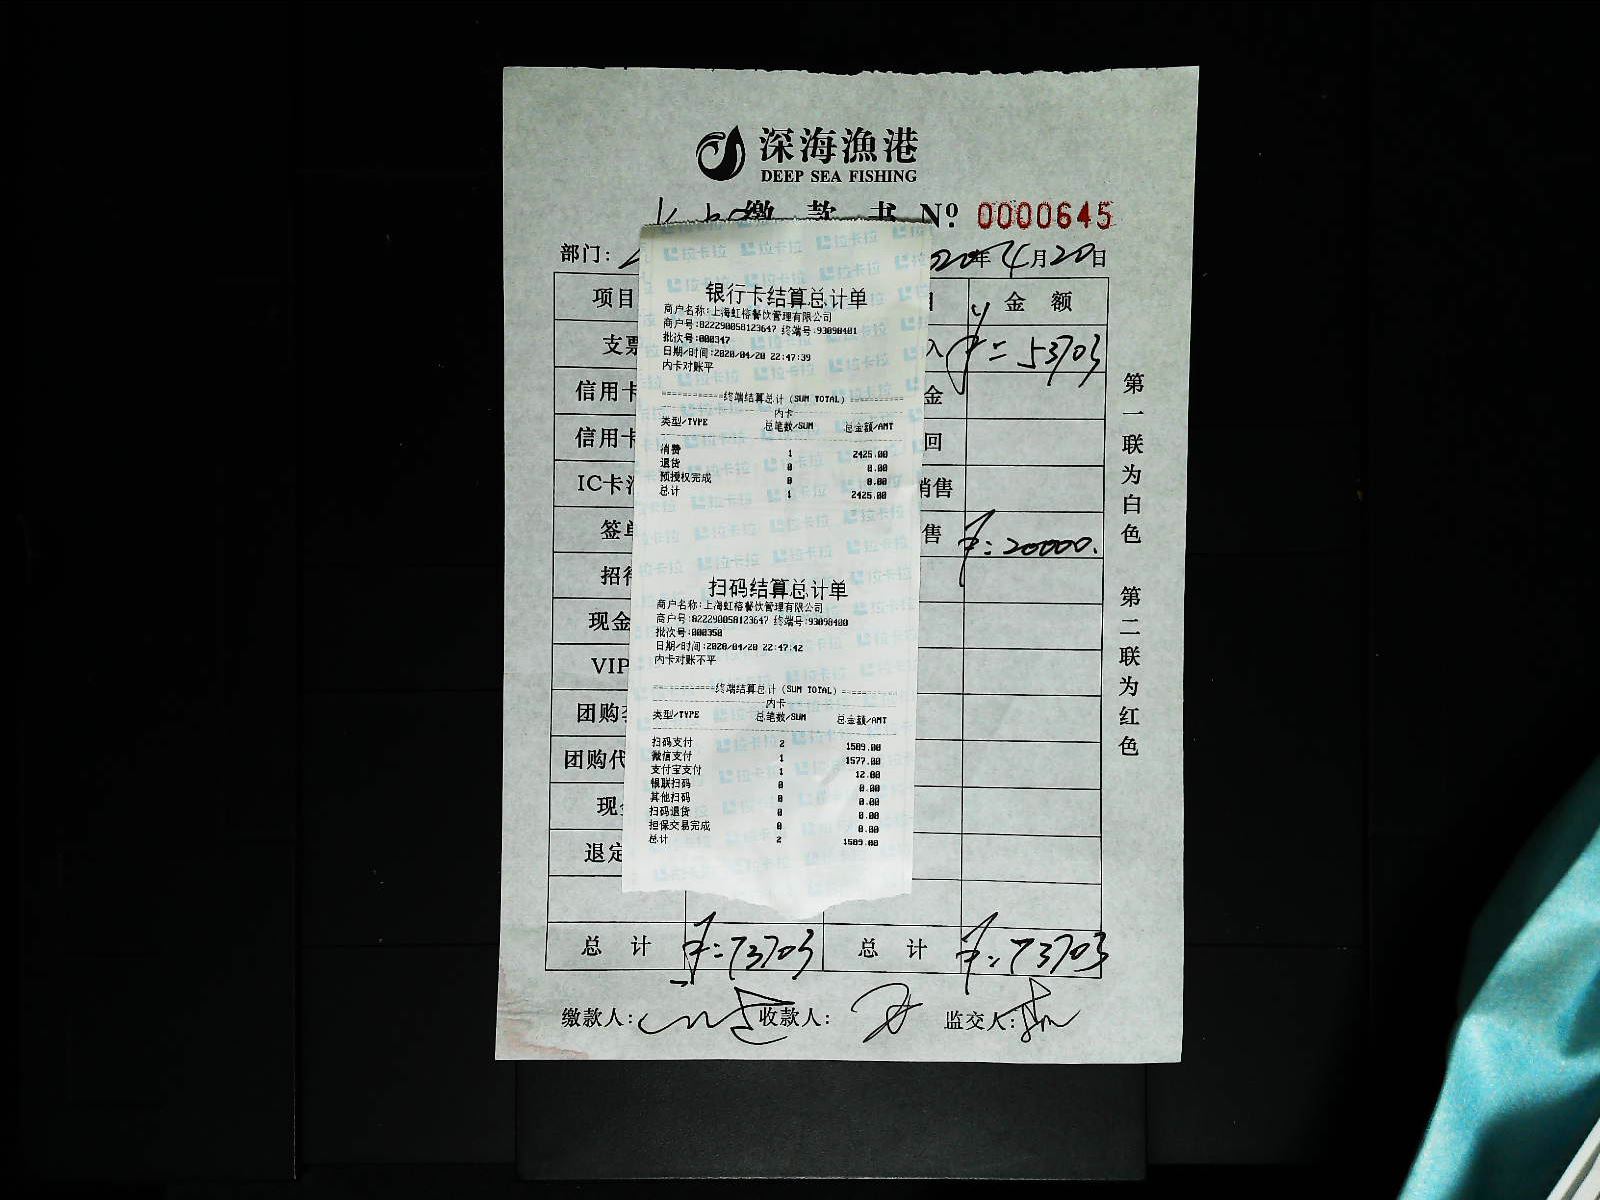 深海漁港
DEEP SEA FISHING
缴 款 书 Nº 0000645
部门: 2020年4月20日
项目 金 额
支票 入 ¥=53703
信用卡 金
信用卡 回
IC卡 销售
签单 售 ¥:20000.
招待
现金
VIP
团购
团购代
现金
退定
总 计 ¥:73703 总 计 ¥:73703
缴款人: 收款人: 监交人:
第一联为白色 第二联为红色
拉卡拉
银行卡结算总计单
商户名称:上海虹榕餐饮管理有限公司
商户号:822290058123647 终端号:93098401
批次号:000347
日期/时间:2020/04/20 22:47:39
内卡对账平
============终端结算总计(SUM TOTAL)============
内卡
类型/TYPE 总笔数/SUM 总金额/AMT
消费 1 2425.00
退货 0 0.00
预授权完成 0 0.00
总计 1 2425.00
扫码结算总计单
商户名称:上海虹榕餐饮管理有限公司
商户号:822290058123647 终端号:93098400
批次号:000350
日期/时间:2020/04/20 22:47:42
内卡对账不平
============终端结算总计(SUM TOTAL)============
内卡
类型/TYPE 总笔数/SUM 总金额/AMT
扫码支付 2 1589.00
微信支付 1 1577.00
支付宝支付 1 12.00
银联扫码 0 0.00
其他扫码 0 0.00
扫码退货 0 0.00
担保交易完成 0 0.00
总计 2 1589.00